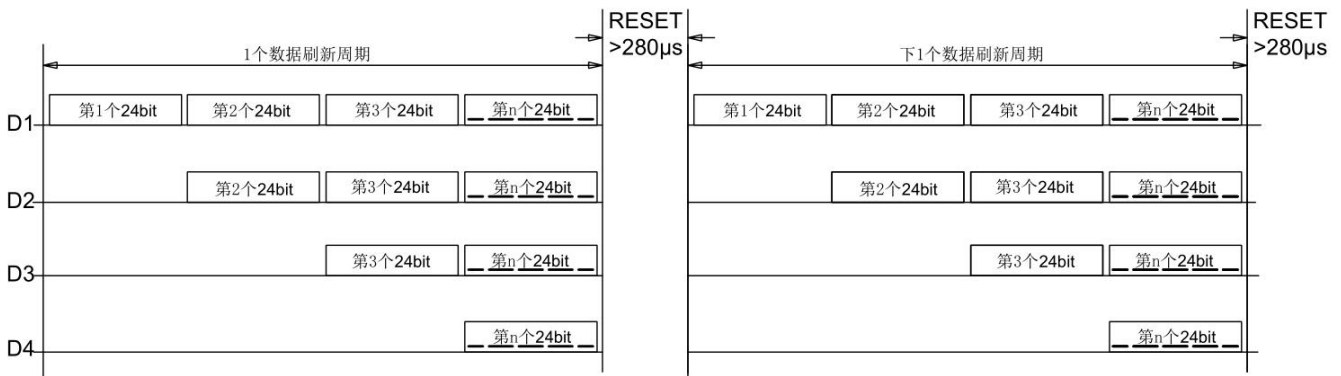 RESET
>280μs
RESET
>280μs
1个数据刷新周期
下1个数据刷新周期
D1
第1个24bit
第2个24bit
第3个24bit
第n个24bit
第1个24bit
第2个24bit
第3个24bit
第n个24bit
D2
第2个24bit
第3个24bit
第n个24bit
第2个24bit
第3个24bit
第n个24bit
D3
第3个24bit
第n个24bit
第3个24bit
第n个24bit
D4
第n个24bit
第n个24bit